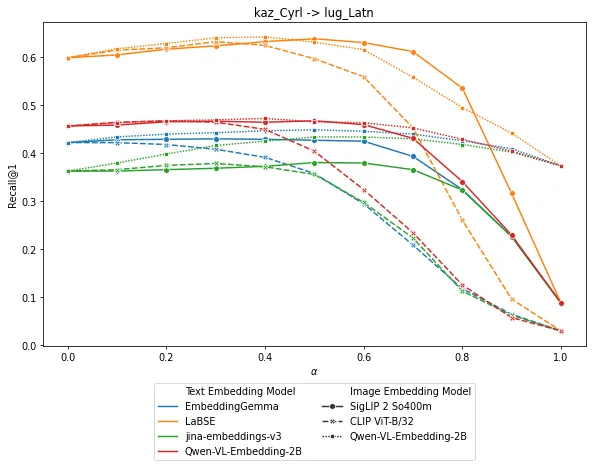 kaz_Cyrl -> lug_Latn
Recall@1
0.6
0.5
0.4
0.3
0.2
0.1
0.0
0.0 0.2 0.4 0.6 0.8 1.0
α
Text Embedding Model Image Embedding Model
EmbeddingGemma SigLIP 2 So400m
LaBSE CLIP ViT-B/32
jina-embeddings-v3 Qwen-VL-Embedding-2B
Qwen-VL-Embedding-2B